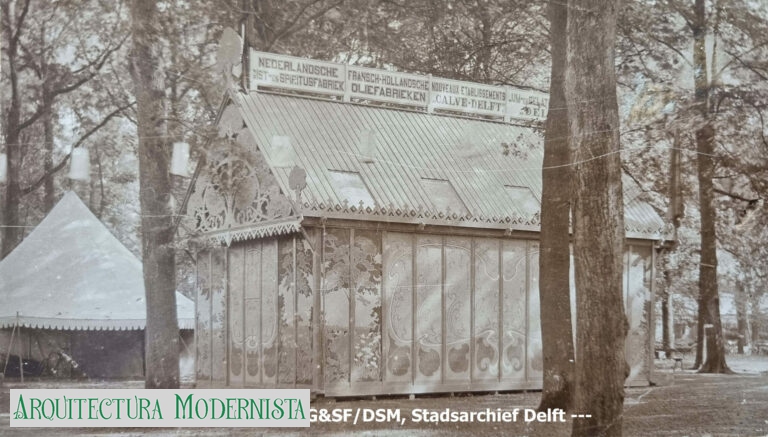 NEDERLANDSCHE
GIST-EN SPIRITUSFABRIEK
FRANSCH-HOLLANDSCHE
OLIEFABRIEKEN
NOUVEAUX ETABLISSEMENTS
CALVÉ-DELFT
ARQUITECTURA MODERNISTA
G&SF/DSM, Stadsarchief Delft ---